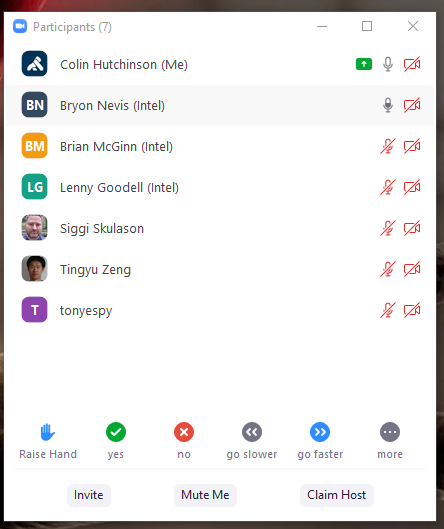 Participants (7)
Colin Hutchinson (Me)
BN Bryon Nevis (Intel)
BM Brian McGinn (Intel)
LG Lenny Goodell (Intel)
Siggi Skulason
Tingyu Zeng
T tonyespy
Raise Hand yes no go slower go faster more
Invite Mute Me Claim Host